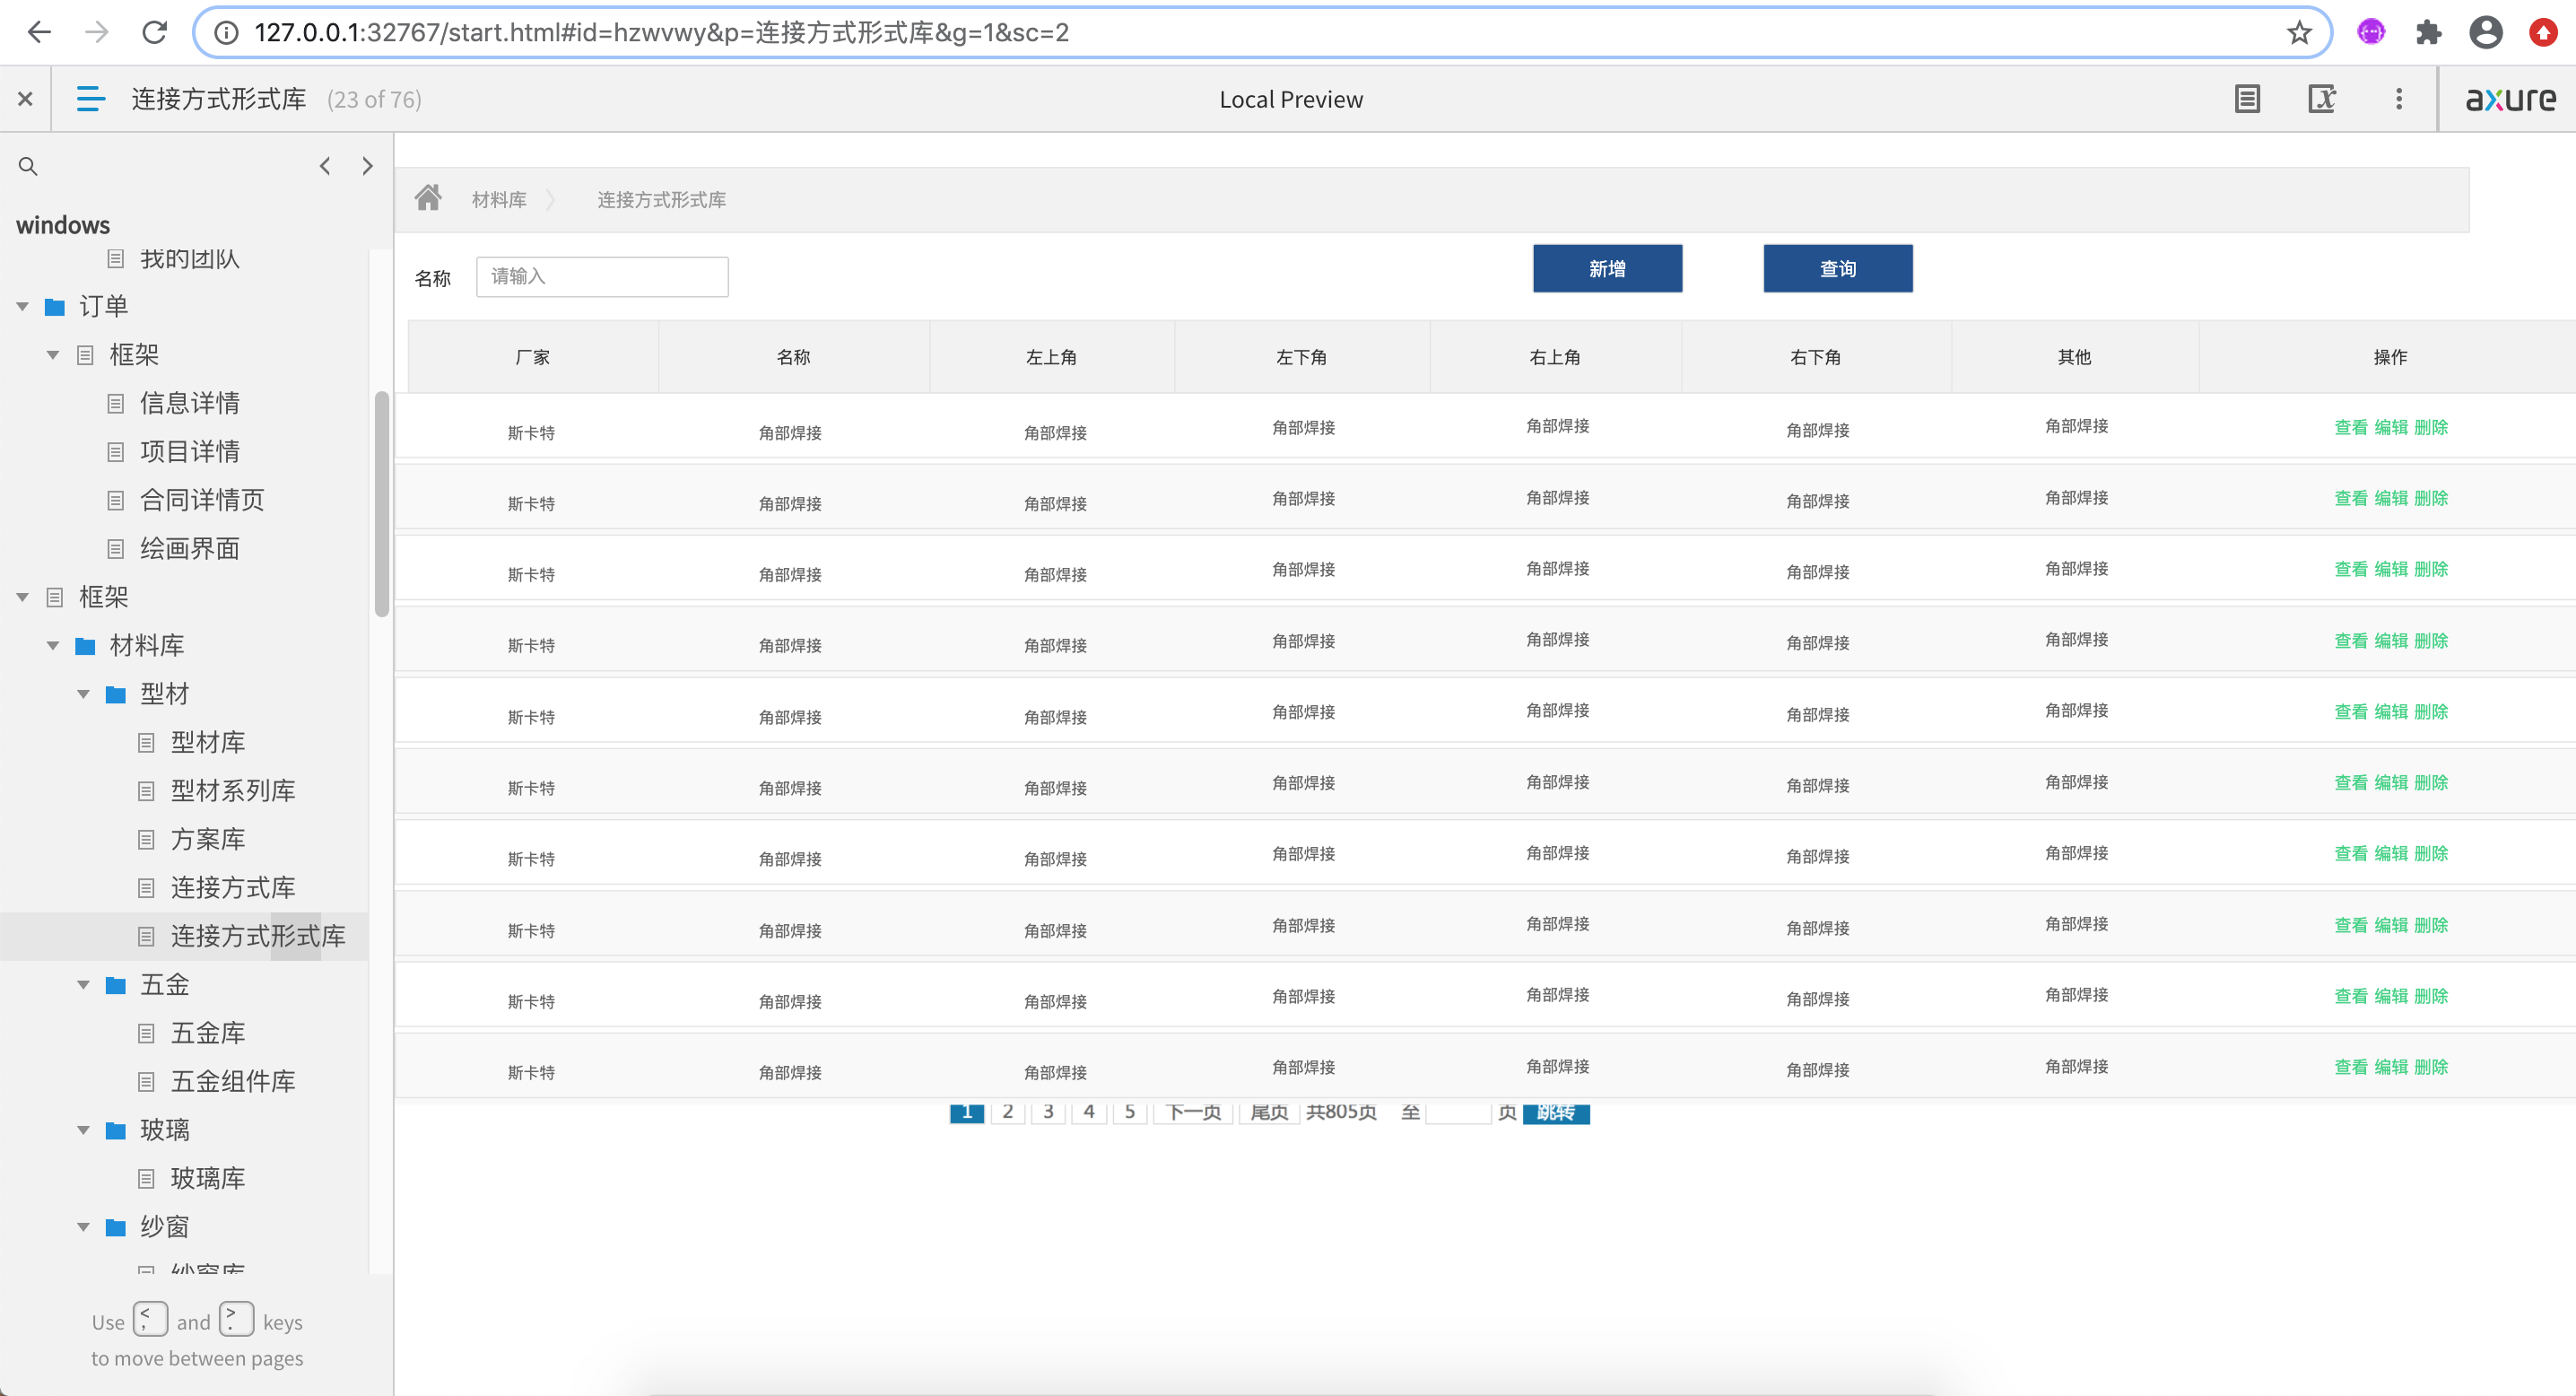 127.0.0.1:32767/start.html#id=hzwvwy&p=连接方式形式库&g=1&sc=2
连接方式形式库 (23 of 76)
Local Preview
axure
windows
我的团队
订单
框架
信息详情
项目详情
合同详情页
绘画界面
框架
材料库
型材
型材库
型材系列库
方案库
连接方式库
连接方式形式库
五金
五金库
五金组件库
玻璃
玻璃库
纱窗
纱窗库
Use < , and > . keys
to move between pages
材料库 连接方式形式库
名称 请输入 新增 查询
厂家 名称 左上角 左下角 右上角 右下角 其他 操作
斯卡特 角部焊接 角部焊接 角部焊接 角部焊接 角部焊接 角部焊接 查看 编辑 删除
斯卡特 角部焊接 角部焊接 角部焊接 角部焊接 角部焊接 角部焊接 查看 编辑 删除
斯卡特 角部焊接 角部焊接 角部焊接 角部焊接 角部焊接 角部焊接 查看 编辑 删除
斯卡特 角部焊接 角部焊接 角部焊接 角部焊接 角部焊接 角部焊接 查看 编辑 删除
斯卡特 角部焊接 角部焊接 角部焊接 角部焊接 角部焊接 角部焊接 查看 编辑 删除
斯卡特 角部焊接 角部焊接 角部焊接 角部焊接 角部焊接 角部焊接 查看 编辑 删除
斯卡特 角部焊接 角部焊接 角部焊接 角部焊接 角部焊接 角部焊接 查看 编辑 删除
斯卡特 角部焊接 角部焊接 角部焊接 角部焊接 角部焊接 角部焊接 查看 编辑 删除
斯卡特 角部焊接 角部焊接 角部焊接 角部焊接 角部焊接 角部焊接 查看 编辑 删除
斯卡特 角部焊接 角部焊接 角部焊接 角部焊接 角部焊接 角部焊接 查看 编辑 删除
1 2 3 4 5 下一页 尾页 共805页 至 页 跳转